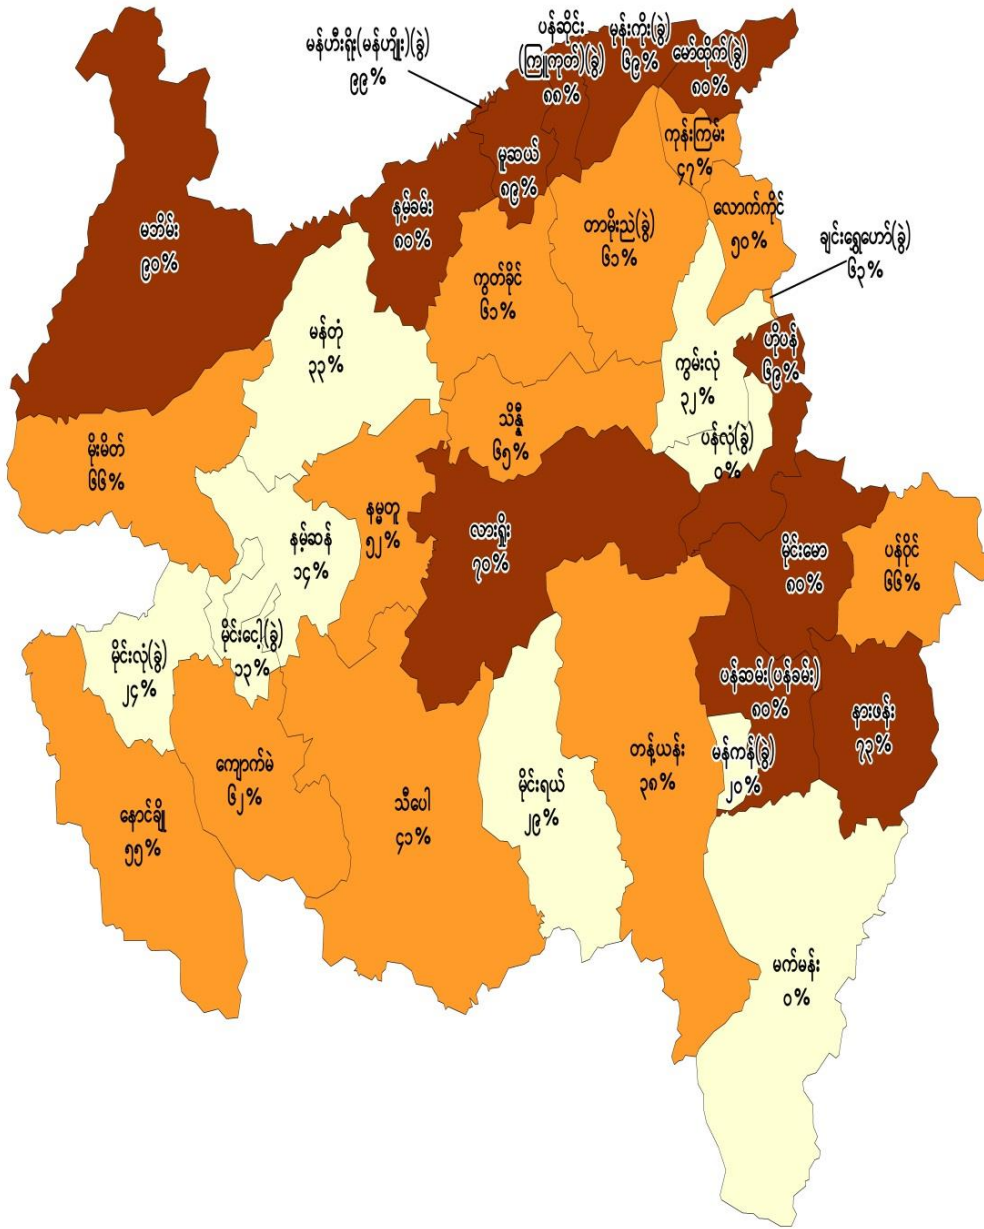 မန်ဟီးရိုး(မန်ဟျိုး)(ခွဲ)
၉၉%
ပန်ဆိုင်း
(ကြူကုတ်)(ခွဲ)
၈၈%
မုန်းကိုး(ခွဲ)
၆၉%
မော်ထိုက်(ခွဲ)
၈၀%
ကုန်းကြမ်း
၄၇%
မူဆယ်
၈၉%
နမ့်ခမ်း
၈၀%
မဘိမ်း
၉၀%
တာမိုးညဲ(ခွဲ)
၆၁%
လောက်ကိုင်
၅၀%
ချင်းရွှေဟော်(ခွဲ)
၆၃%
ကွတ်ခိုင်
၆၁%
မန်တုံ
၃၃%
ဟိုပန်
၆၉%
ကွမ်းလုံ
၃၂%
သိန္နီ
၆၅%
ပန်လုံ(ခွဲ)
၀%
မိုးမိတ်
၆၆%
နမ္မတူ
၅၂%
နမ့်ဆန်
၁၄%
လားရှိုး
၇၀%
မိုင်းမော
၈၀%
ပန်ဝိုင်
၆၆%
မိုင်းငေါ့(ခွဲ)
၁၃%
မိုင်းလုံ(ခွဲ)
၂၄%
ပန်ဆမ်း(ပန်ခမ်း)
၈၀%
နားဖန်း
၇၃%
ကျောက်မဲ
၆၂%
တန့်ယန်း
၃၈%
မန်ကန်(ခွဲ)
၂၀%
မိုင်းရယ်
၂၉%
သီပေါ
၄၁%
နောင်ချို
၅၅%
မက်မန်း
၀%